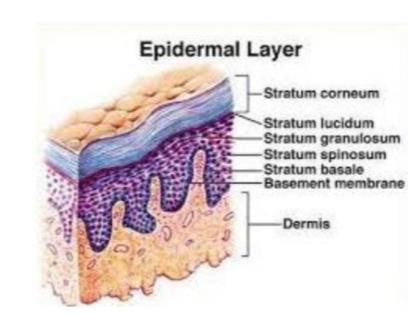 Epidermal Layer
Stratum corneum
Stratum lucidum
Stratum granulosum
Stratum spinosum
Stratum basale
Basement membrane
Dermis